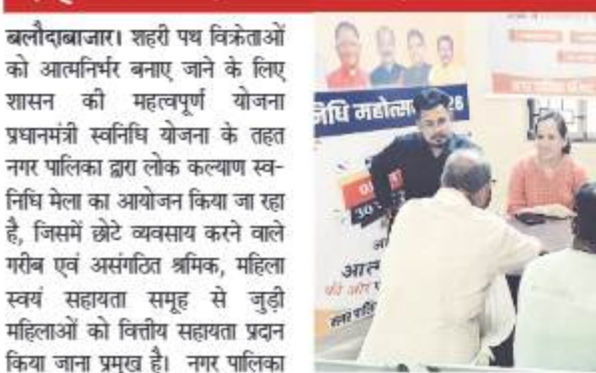 बलौदाबाजार। शहरी पथ विक्रेताओं
को आत्मनिर्भर बनाए जाने के लिए
शासन की महत्वपूर्ण योजना
प्रधानमंत्री स्वनिधि योजना के तहत
नगर पालिका द्वारा लोक कल्याण स्व-
निधि मेला का आयोजन किया जा रहा
है, जिसमें छोटे व्यवसाय करने वाले
गरीब एवं असंगठित श्रमिक, महिला
स्वयं सहायता समूह से जुड़ी
महिलाओं को वित्तीय सहायता प्रदान
किया जाना प्रमुख है। नगर पालिका
निधि महोत्स
की ओर